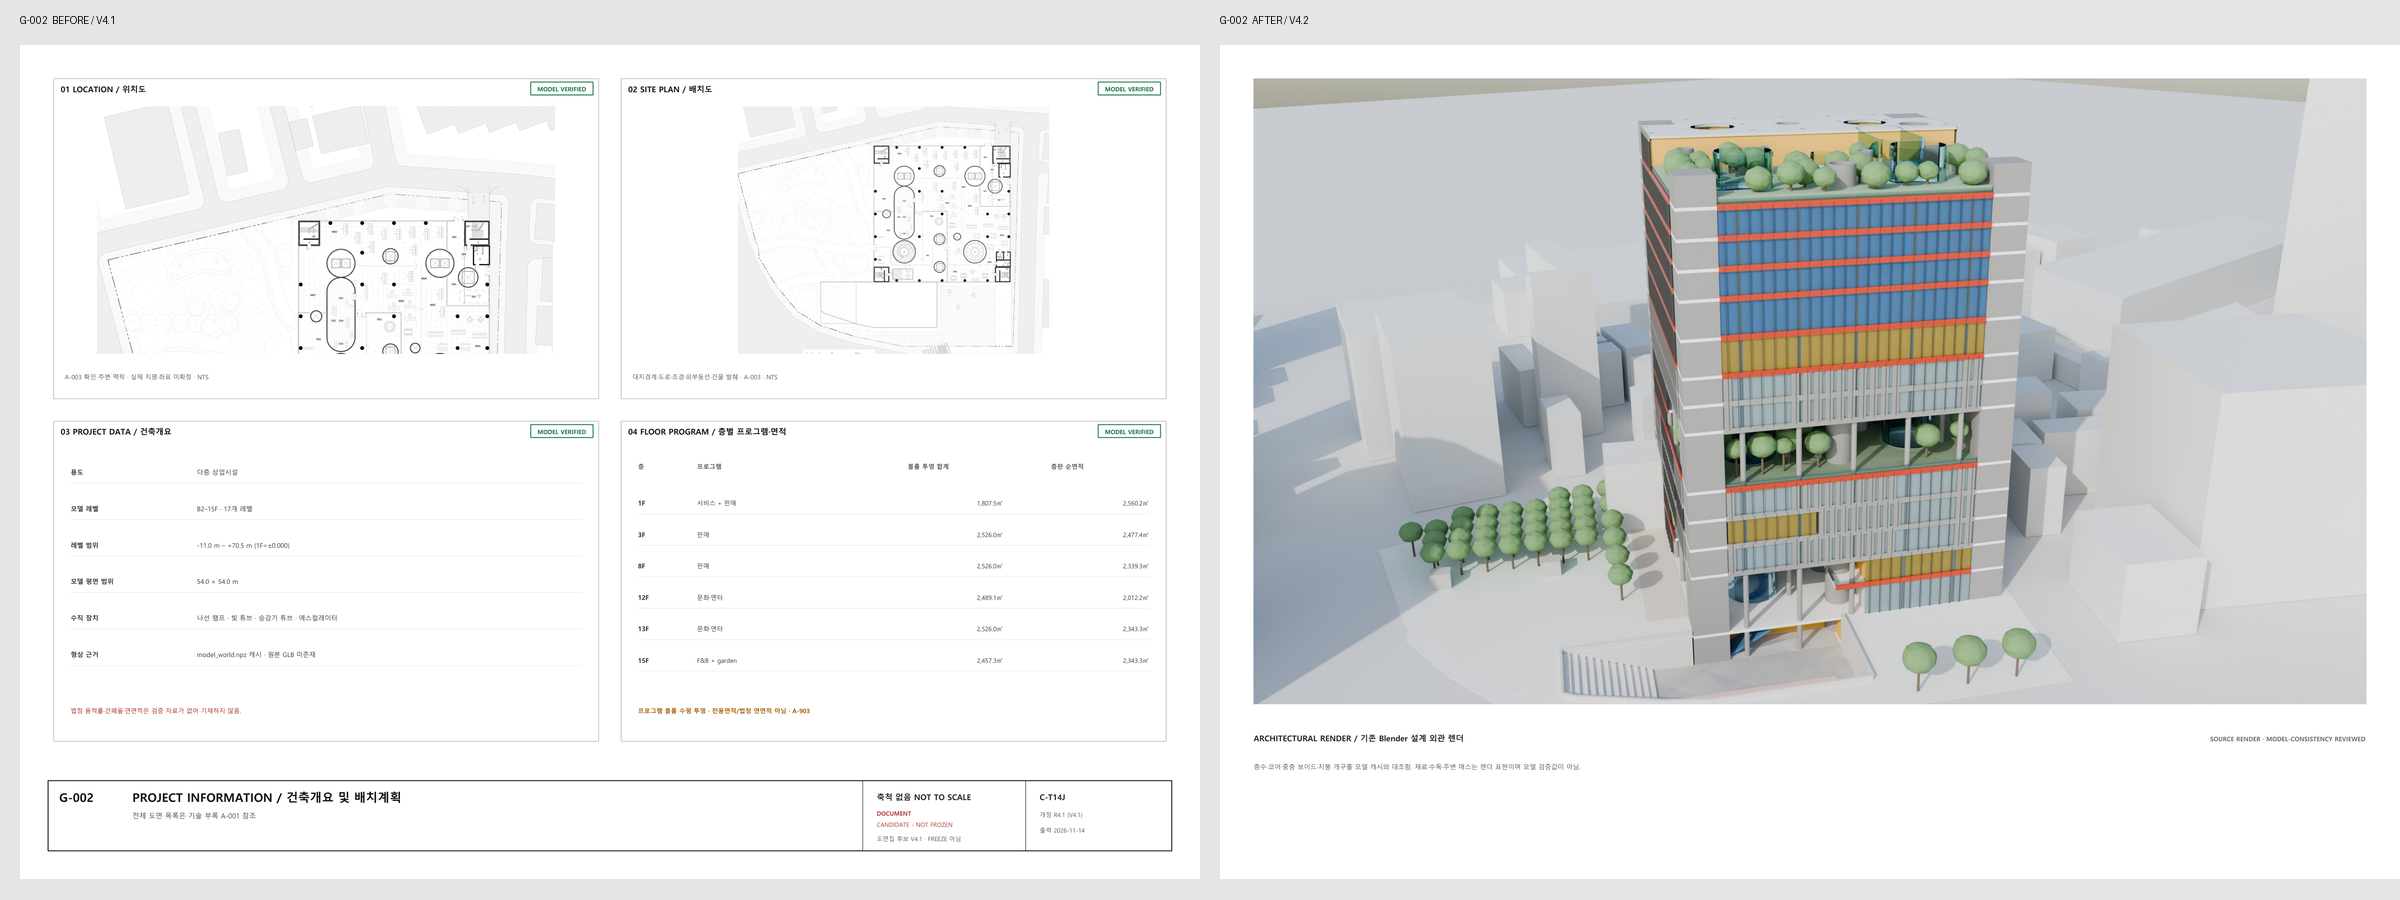 G-002 BEFORE / V4.1
01 LOCATION / 위치도
MODEL VERIFIED
A-003 확인 주변 맥락 · 실제 지명·좌표 미확정 · NTS
02 SITE PLAN / 배치도
MODEL VERIFIED
대지경계·도로·조경·외부동선·건물 발췌 · A-003 · NTS
03 PROJECT DATA / 건축개요
MODEL VERIFIED
용도 다층 상업시설
모델 레벨 B2–15F · 17개 레벨
레벨 범위 -11.0 m ~ +70.5 m (1F=±0.000)
모델 평면 범위 54.0 × 54.0 m
수직 장치 나선 램프 · 빛 튜브 · 승강기 튜브 · 에스컬레이터
형상 근거 model_world.npz 캐시 · 원본 GLB 미존재
법정 용적률·건폐율·연면적은 검증 자료가 없어 기재하지 않음.
04 FLOOR PROGRAM / 층별 프로그램·면적
MODEL VERIFIED
층 프로그램 볼륨 투영 합계 층판 순면적
1F 서비스 + 판매 1,807.5㎡ 2,560.2㎡
3F 판매 2,526.0㎡ 2,477.4㎡
8F 판매 2,526.0㎡ 2,339.3㎡
12F 문화·엔터 2,489.1㎡ 2,012.2㎡
13F 문화·엔터 2,526.0㎡ 2,343.3㎡
15F F&B + garden 2,457.3㎡ 2,343.3㎡
프로그램 볼륨 수평 투영 · 전용면적/법정 연면적 아님 · A-903
G-002
PROJECT INFORMATION / 건축개요 및 배치계획
전체 도면 목록은 기술 부록 A-001 참조
축척 없음 NOT TO SCALE
DOCUMENT
CANDIDATE - NOT FROZEN
도면집 후보 V4.1 · FREEZE 아님
C-T14J
개정 R4.1 (V4.1)
출력 2026-11-14
G-002 AFTER / V4.2
ARCHITECTURAL RENDER / 기존 Blender 설계 외관 렌더
SOURCE RENDER · MODEL-CONSISTENCY REVIEWED
층수·코어·중층 보이드·지붕 개구를 모델 캐시와 대조함. 재료·수목·주변 매스는 렌더 표현이며 모델 검증값이 아님.